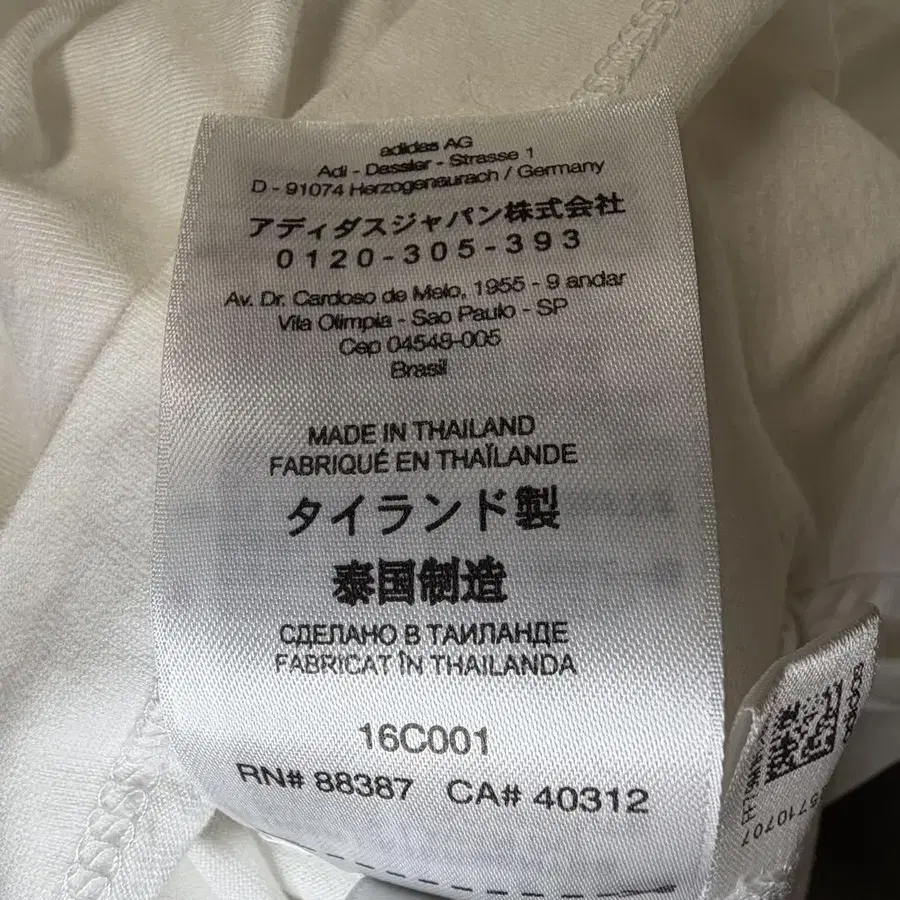 adidas AG
Adi - Dassler - Strasse 1
D - 91074 Herzogenaurach / Germany
アディダスジャパン株式会社
0120-305-393
Av. Dr. Cardoso de Melo, 1955 - 9 andar
Vila Olimpia - Sao Paulo - SP
Cep 04548-005
Brasil
MADE IN THAILAND
FABRIQUÉ EN THAÏLANDE
タイランド製
泰国制造
СДЕЛАНО В ТАИЛАНДЕ
FABRICAT ÎN THAILANDA
16C001
RN# 88387 CA# 40312
5710707